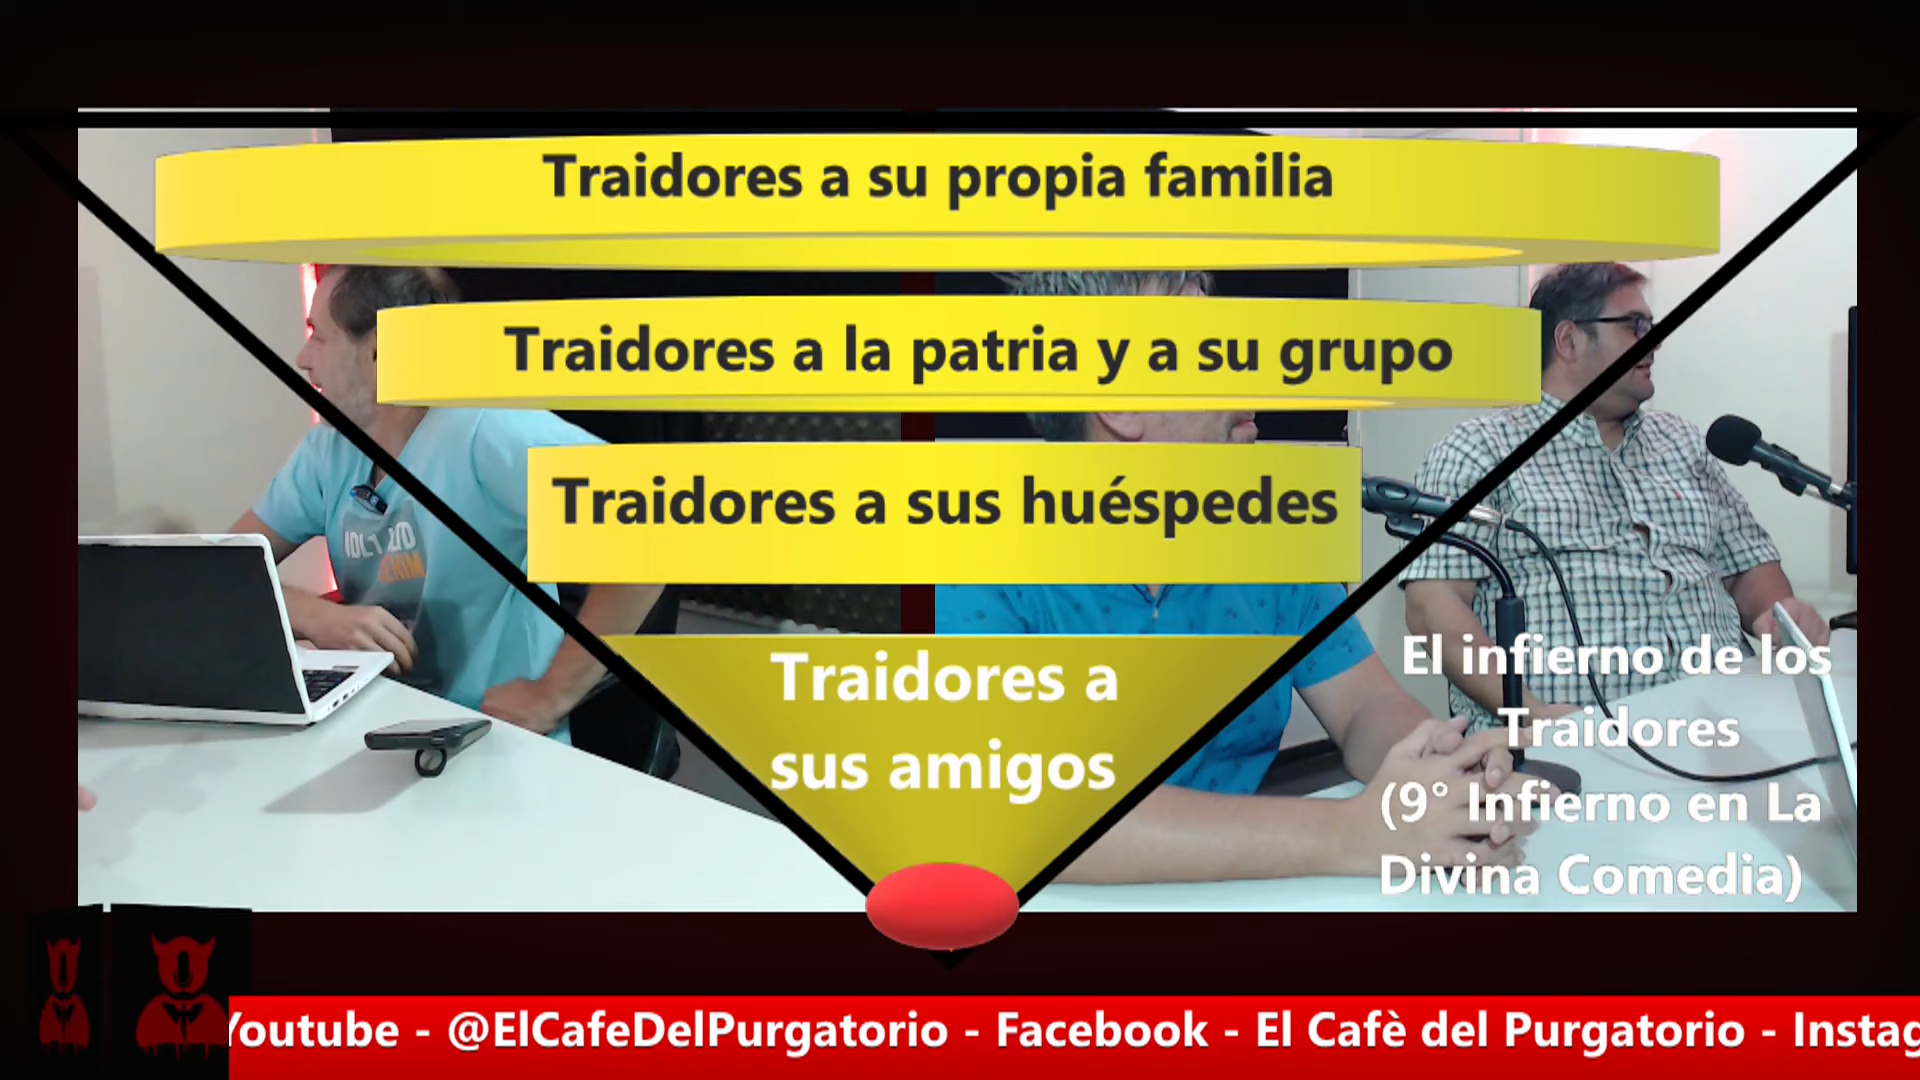 Traidores a su propia familia
Traidores a la patria y a su grupo
Traidores a sus huéspedes
Traidores a
sus amigos
El infierno de los
Traidores
(9° Infierno en La
Divina Comedia)
Youtube - @ElCafeDelPurgatorio - Facebook - El Cafè del Purgatorio - Instag